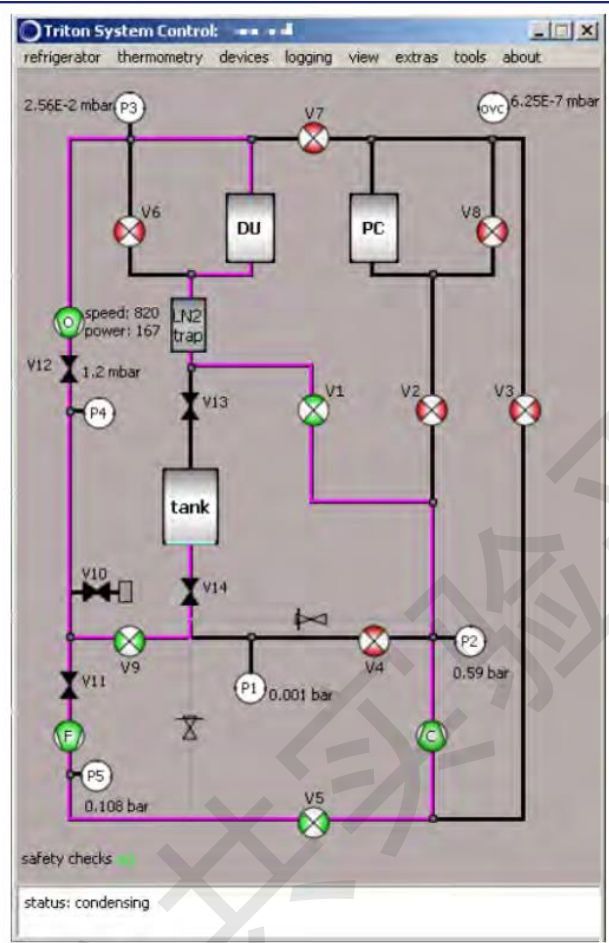 Triton System Control:
refrigerator thermometry devices logging view extras tools about
2.56E-2 mbar P3
OVC 6.25E-7 mbar
V7
V6
DU
PC
V8
O speed: 820
power: 167
LN2
trap
V12 1.2 mbar
P4
V13
V1
V2
V3
tank
V10
V14
V9
V4
P2
0.59 bar
V11
P1 0.001 bar
F
C
P5
0.108 bar
V5
safety checks
status: condensing